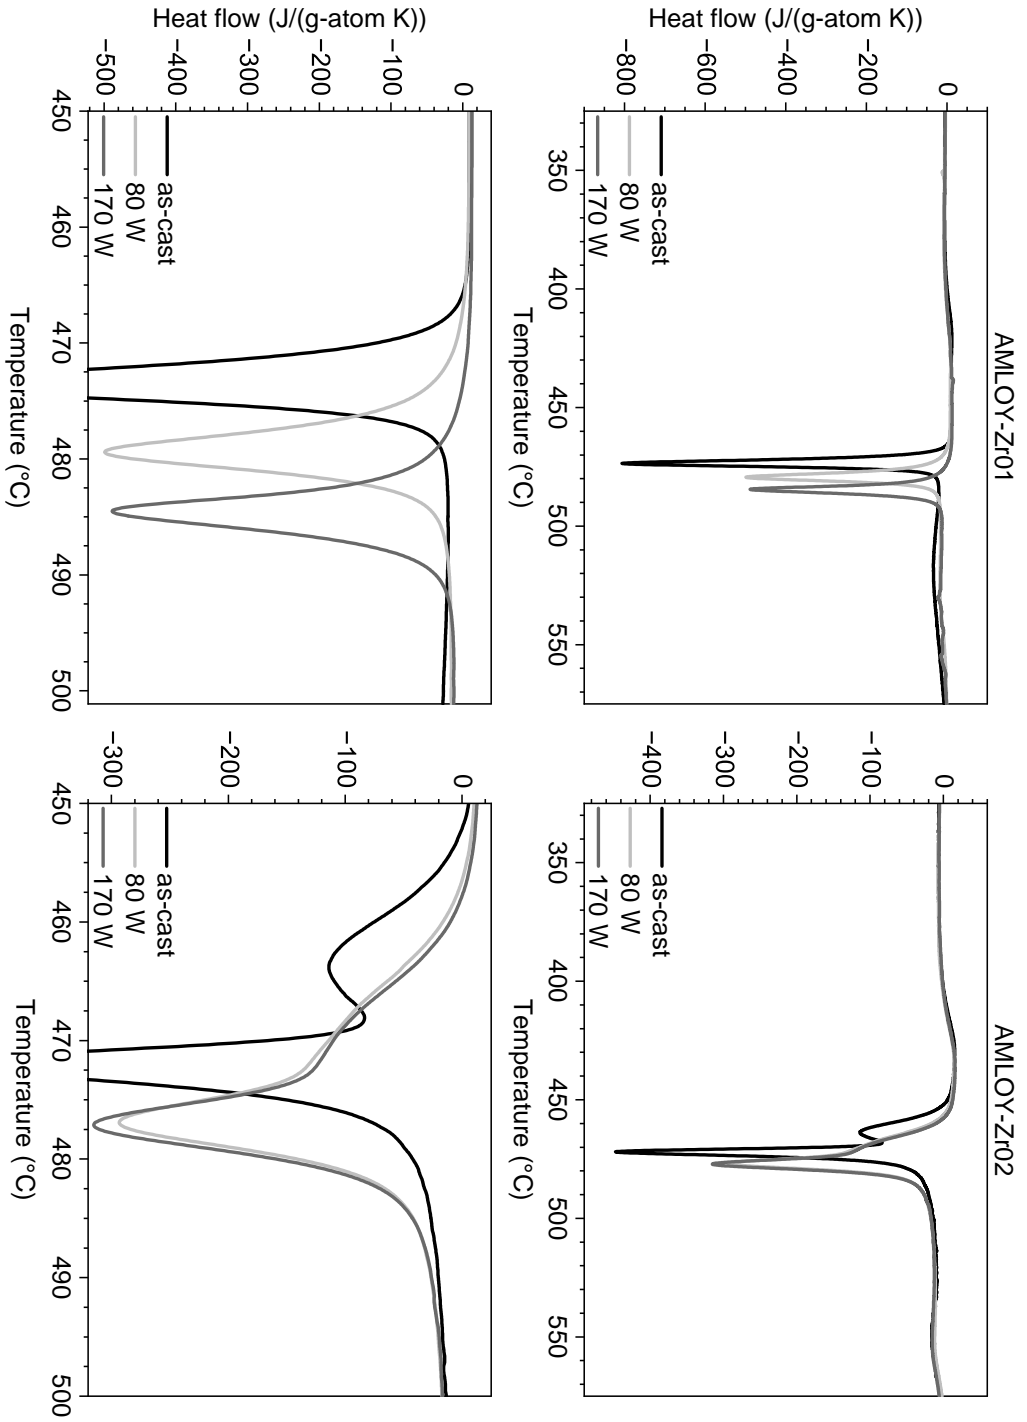 AMLOY-Zr01
Heat flow (J/(g-atom K))
0
−200
−400
−600
−800
as-cast
80 W
170 W
350 400 450 500 550
Temperature (°C)
AMLOY-Zr02
0
−100
−200
−300
−400
as-cast
80 W
170 W
350 400 450 500 550
Temperature (°C)
Heat flow (J/(g-atom K))
0
−100
−200
−300
−400
−500
as-cast
80 W
170 W
450 460 470 480 490 500
Temperature (°C)
0
−100
−200
−300
as-cast
80 W
170 W
450 460 470 480 490 500
Temperature (°C)